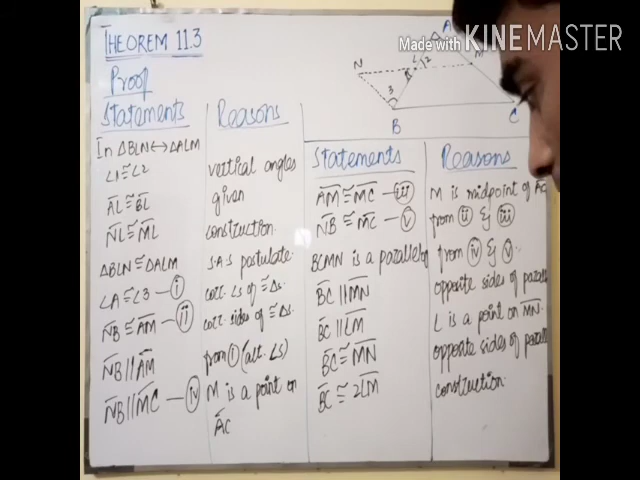 Made with KINEMASTER
THEOREM 11.3
Proof
Statements Reasons
In ΔBLN ↔ ΔALM
∠1 ≅ ∠2 vertical angles
AL ≅ BL given
NL ≅ ML construction
ΔBLN ≅ ΔALM S.A.S postulate
∠A ≅ ∠3 — (i) corr. ∠s of ≅ Δs
NB ≅ AM — (ii) corr. sides of ≅ Δs
NB || AM from (i) (alt. ∠s)
NB || MC — (iv) M is a point on
AC
Statements Reasons
AM ≅ MC — (iii) M is midpoint of AC
NB ≅ MC — (v) from (ii) & (iii)
BCMN is a parallelog from (iv) & (v)
BC || MN opposite sides of parall
BC || LM L is a point on MN.
BC ≅ MN opposite sides of parall
BC ≅ 2LM construction
A
N
L
1
2
M
3
B
C